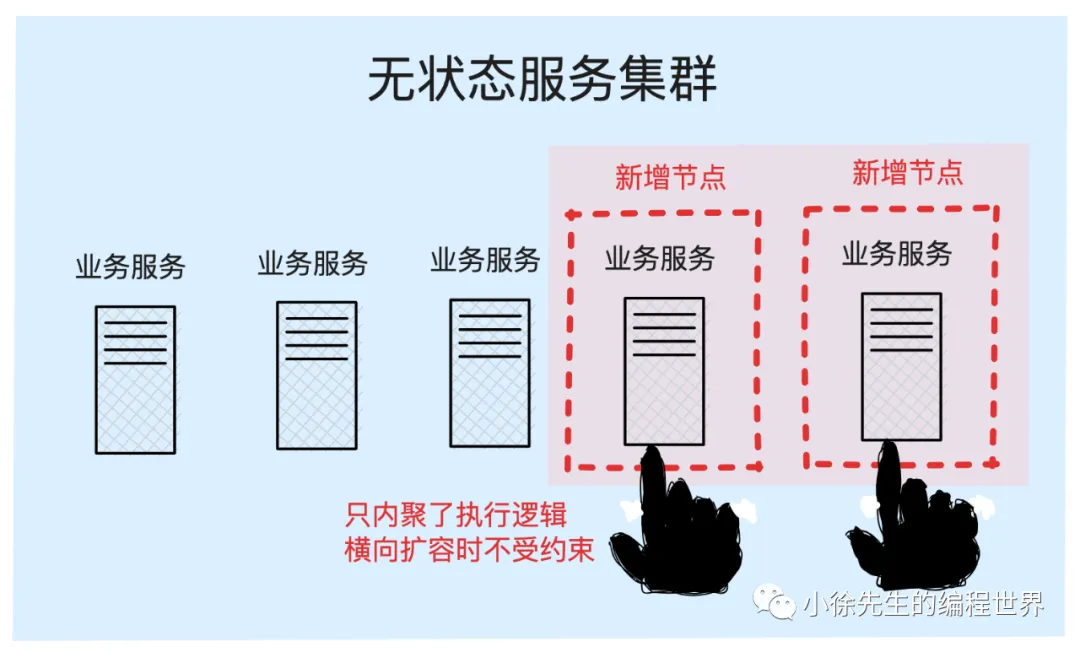 无状态服务集群
新增节点
新增节点
业务服务
业务服务
业务服务
业务服务
业务服务
只内聚了执行逻辑
横向扩容时不受约束
小徐先生的编程世界